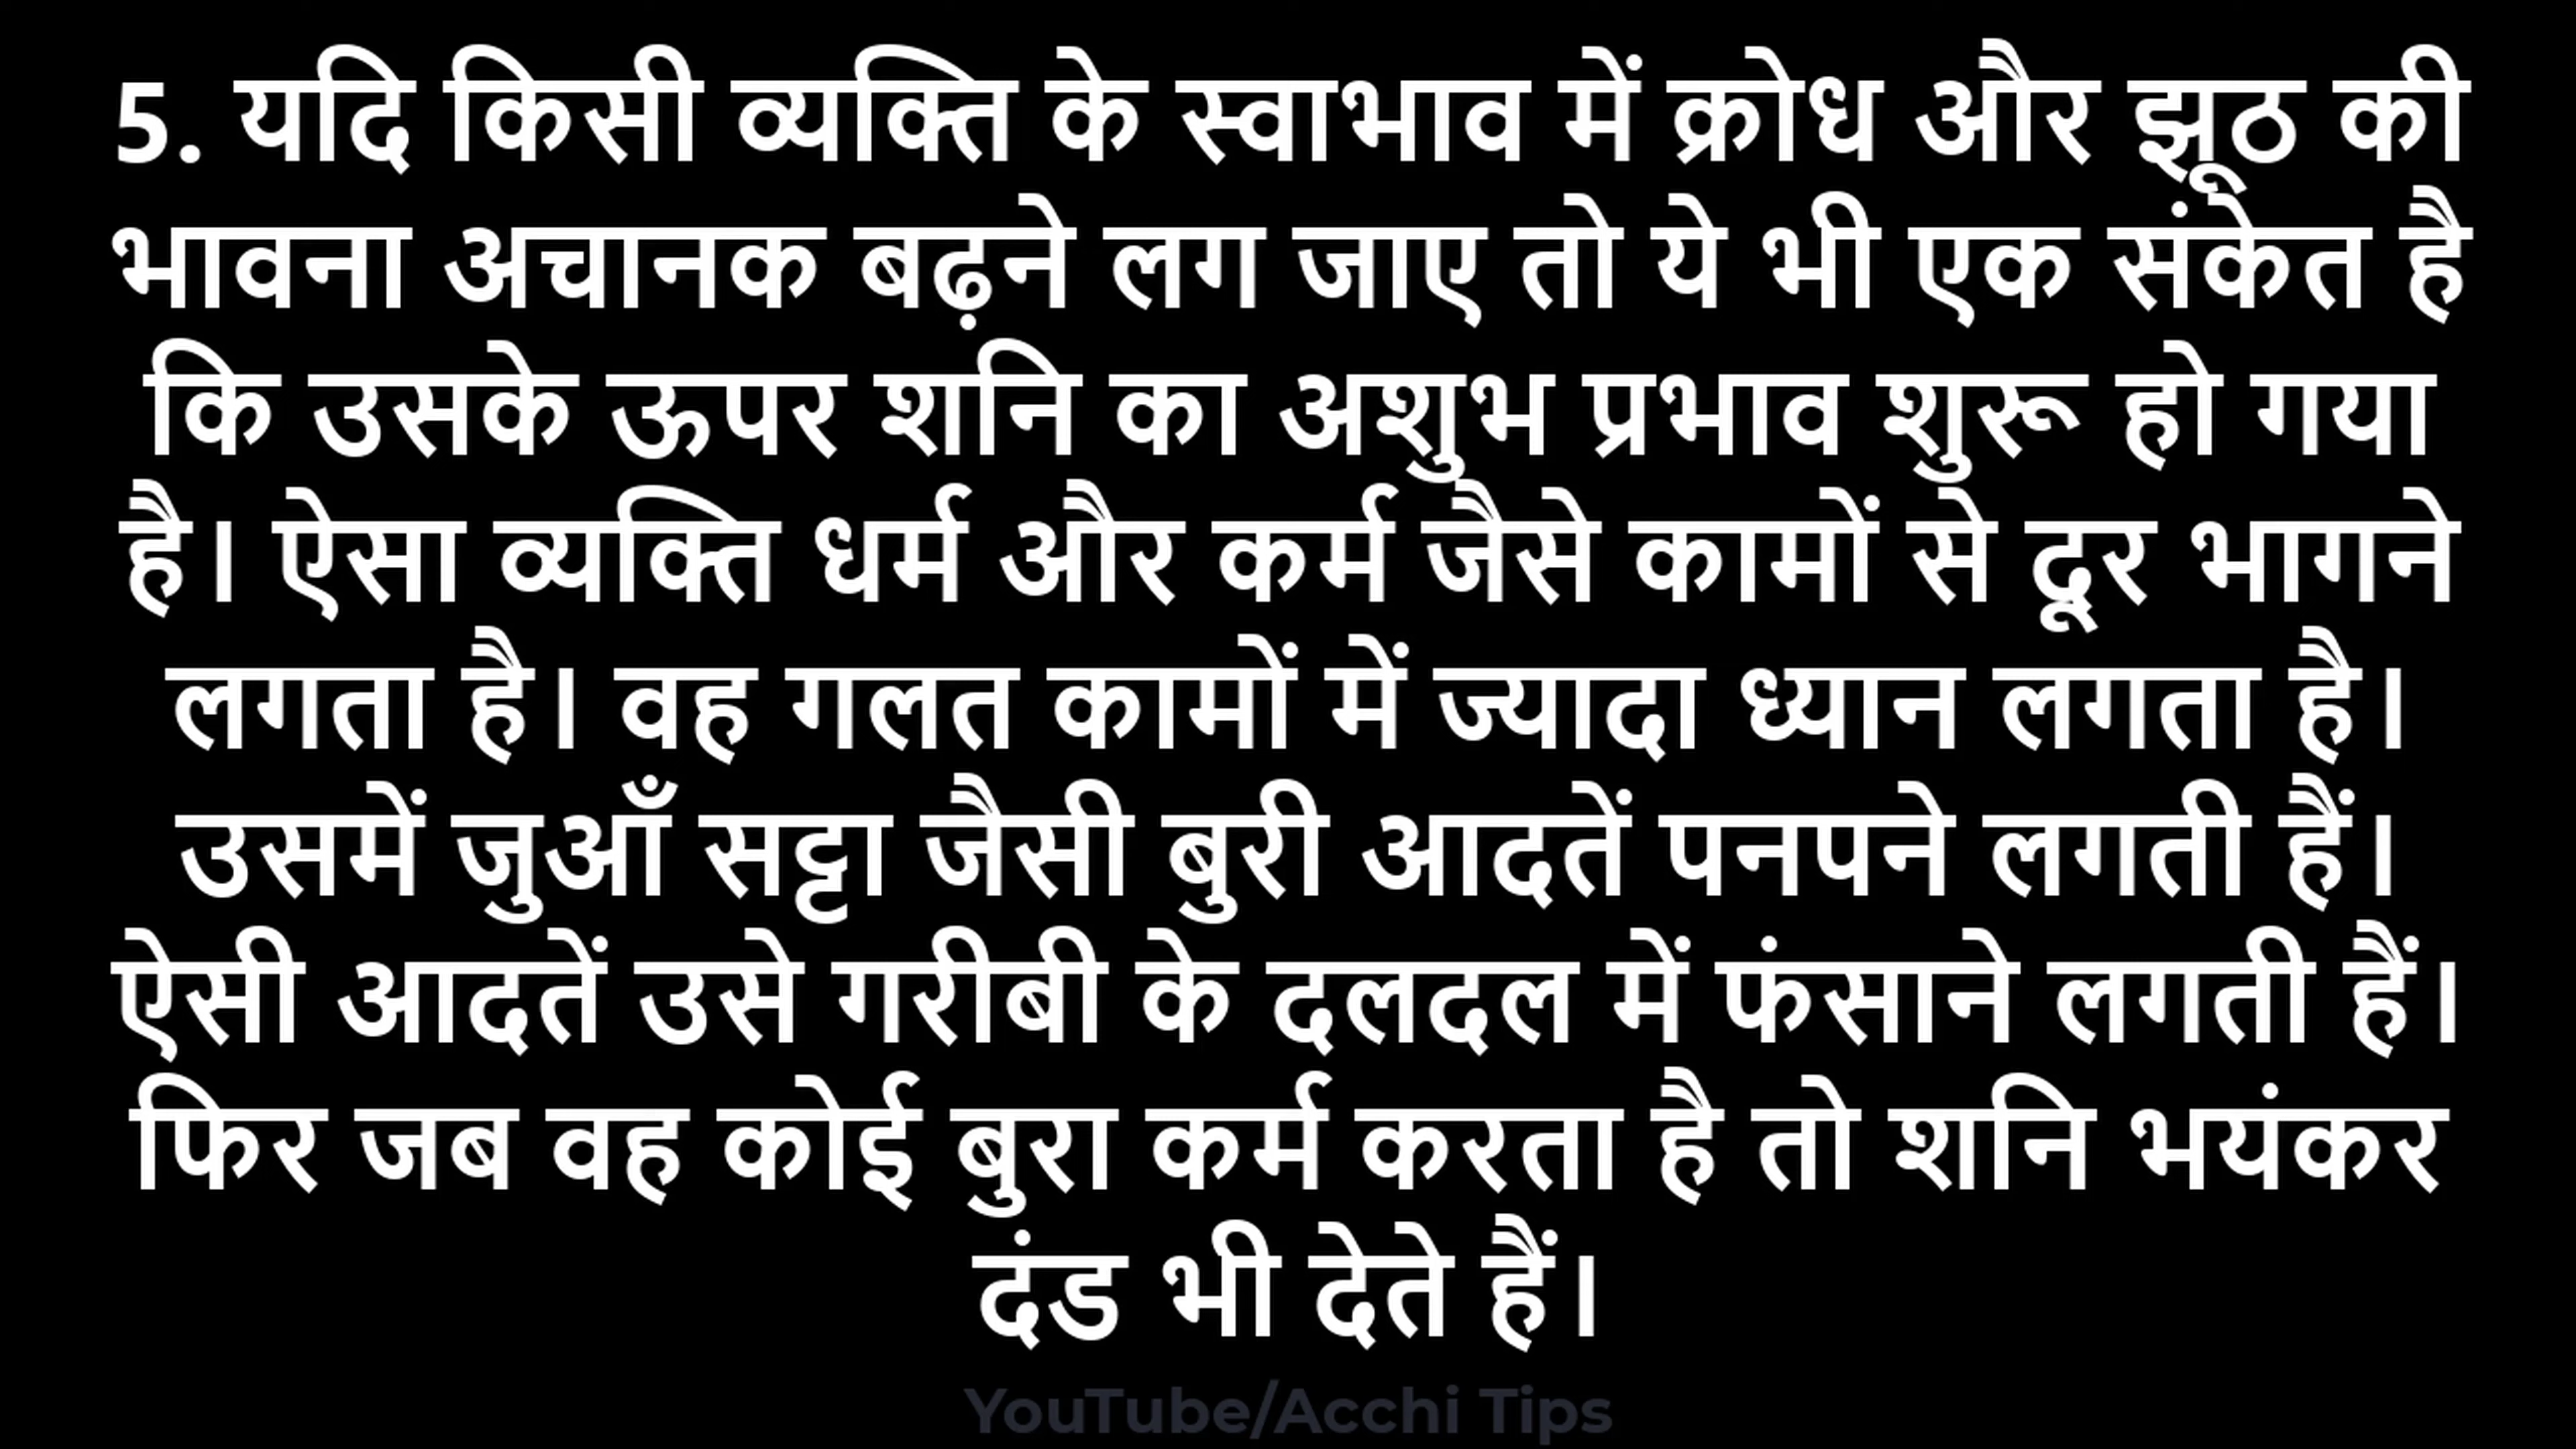 5. यदि किसी व्यक्ति के स्वाभाव में क्रोध और झूठ की
भावना अचानक बढ़ने लग जाए तो ये भी एक संकेत है
कि उसके ऊपर शनि का अशुभ प्रभाव शुरू हो गया
है। ऐसा व्यक्ति धर्म और कर्म जैसे कामों से दूर भागने
लगता है। वह गलत कामों में ज्यादा ध्यान लगता है।
उसमें जुआँ सट्टा जैसी बुरी आदतें पनपने लगती हैं।
ऐसी आदतें उसे गरीबी के दलदल में फंसाने लगती हैं।
फिर जब वह कोई बुरा कर्म करता है तो शनि भयंकर
दंड भी देते हैं।
YouTube/Acchi Tips